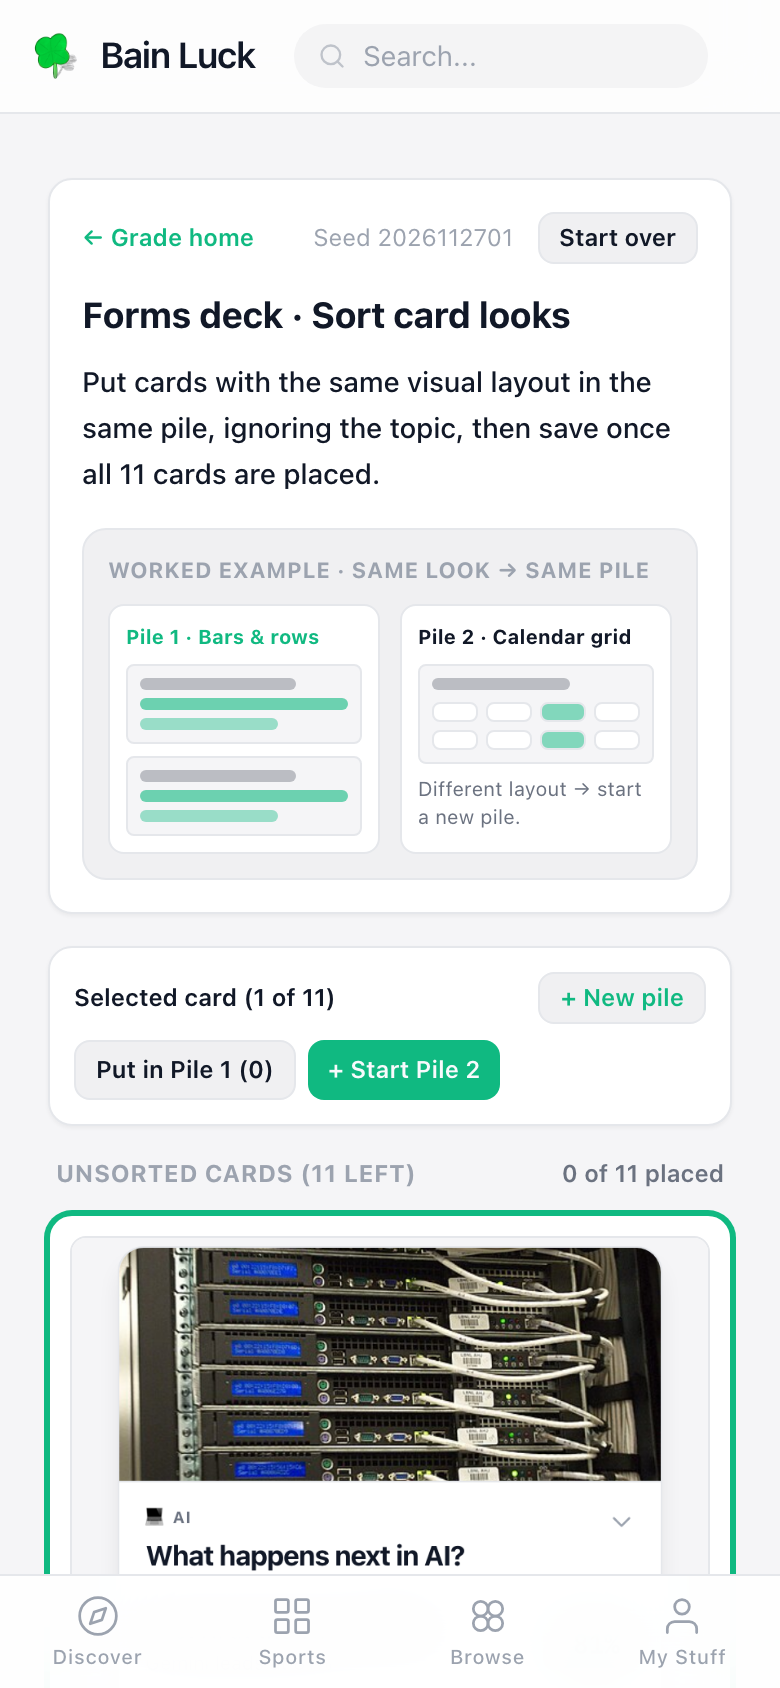 Bain Luck
Search...
← Grade home
Seed 2026112701
Start over
Forms deck · Sort card looks
Put cards with the same visual layout in the
same pile, ignoring the topic, then save once
all 11 cards are placed.
WORKED EXAMPLE · SAME LOOK → SAME PILE
Pile 1 · Bars & rows
Pile 2 · Calendar grid
Different layout → start
a new pile.
Selected card (1 of 11)
+ New pile
Put in Pile 1 (0)
+ Start Pile 2
UNSORTED CARDS (11 LEFT)
0 of 11 placed
AI
What happens next in AI?
Discover
Sports
Browse
My Stuff